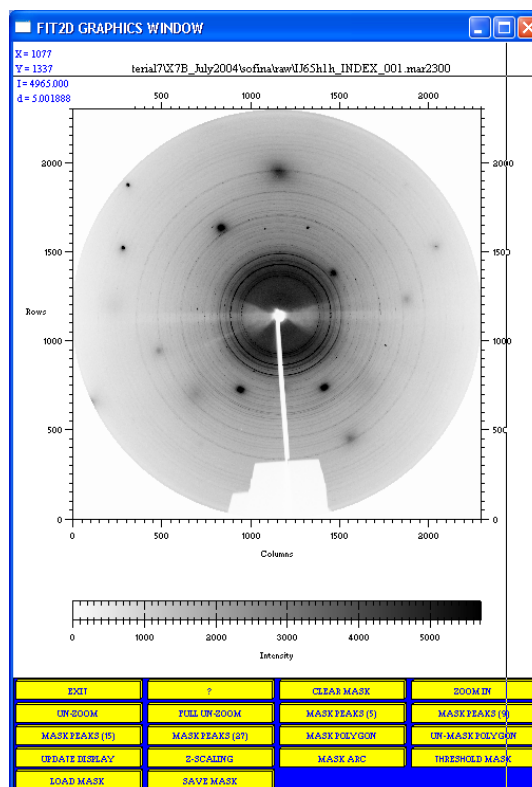 FIT2D GRAPHICS WINDOW
X = 1077
Y = 1337
terial7\X7B_July2004\sofina\raw\IJ65h1h_INDEX_001.mar2300
I = 4965.000
d = 5.001888
0 500 1000 1500 2000
2000 2000
1500 1500
Rows
1000 1000
500 500
0 0
0 500 1000 1500 2000
Columns
0 1000 2000 3000 4000 5000
Intensity
EXIT ? CLEAR MASK ZOOM IN
UN-ZOOM FULL UN-ZOOM MASK PEAKS (5) MASK PEAKS (9)
MASK PEAKS (15) MASK PEAKS (27) MASK POLYGON UN-MASK POLYGON
UPDATE DISPLAY Z-SCALING MASK ARC THRESHOLD MASK
LOAD MASK SAVE MASK